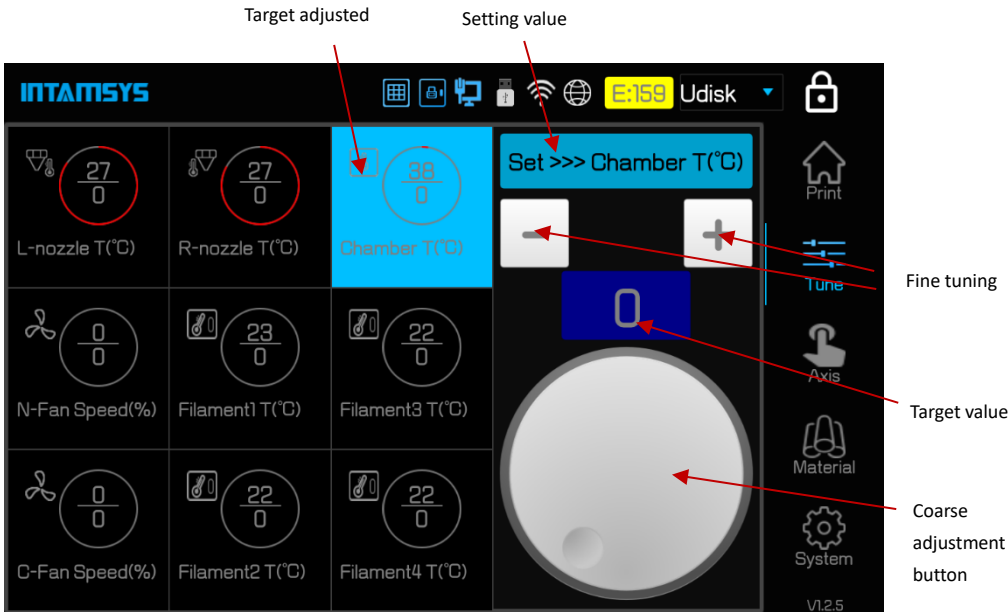 Target adjusted
Setting value
INTAMSYS
E:159
Udisk
27
0
L-nozzle T(℃)
27
0
R-nozzle T(℃)
38
0
Chamber T(℃)
Set >>> Chamber T(℃)
-
+
0
Fine tuning
Target value
Coarse
adjustment
button
0
0
N-Fan Speed(%)
23
0
Filament1 T(℃)
22
0
Filament3 T(℃)
0
0
C-Fan Speed(%)
22
0
Filament2 T(℃)
22
0
Filament4 T(℃)
Print
Tune
Axis
Material
System
V1.2.5